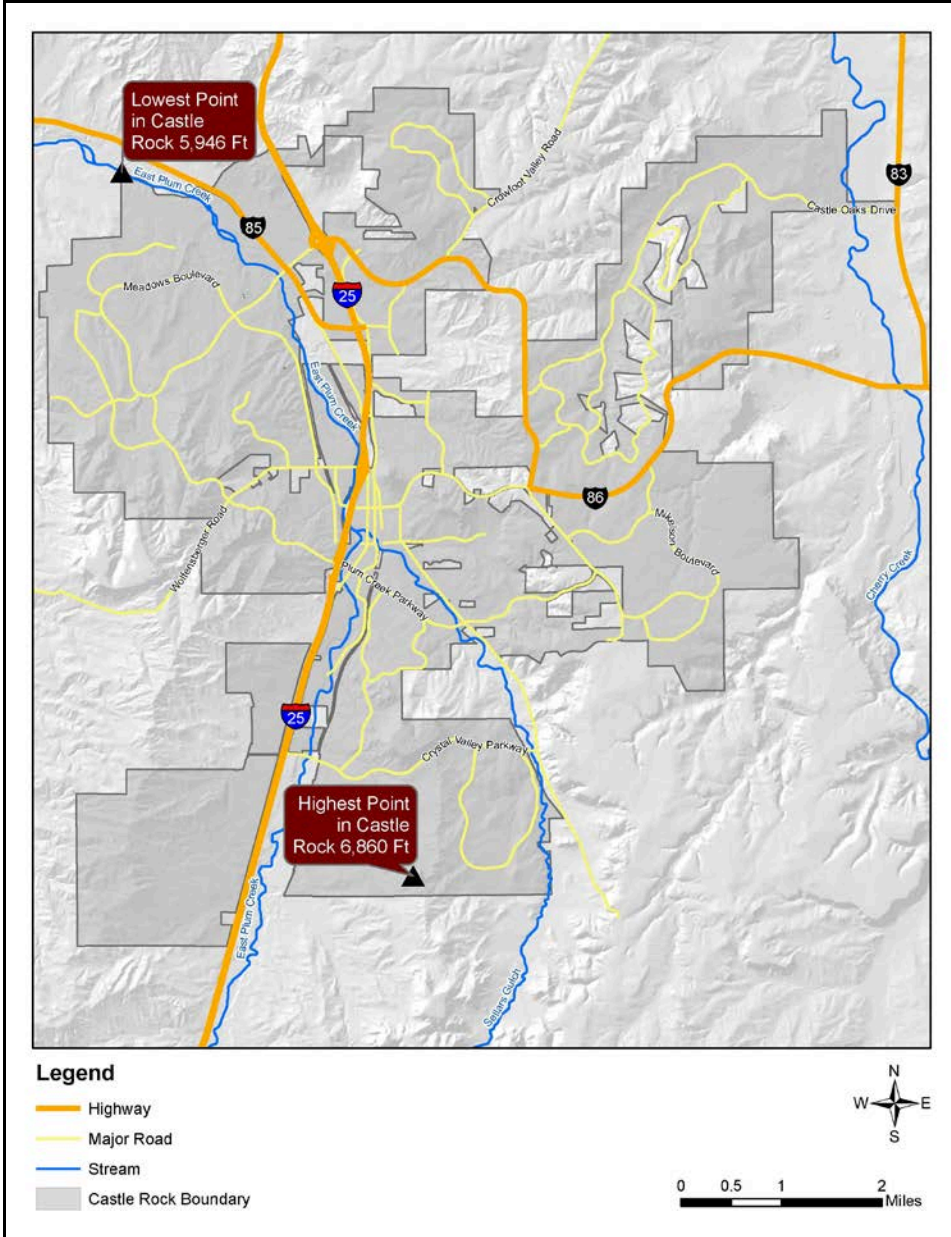 Lowest Point
in Castle
Rock 5,946 Ft
East Plum Creek
85
Crowfoot Valley Road
83
Castle Oaks Drive
Meadows Boulevard
25
East Plum Creek
86
Mikelson Boulevard
Wolfensberger Road
Plum Creek Parkway
Cherry Creek
25
Crystal Valley Parkway
Highest Point
in Castle
Rock 6,860 Ft
East Plum Creek
Sellars Gulch
Legend
Highway
Major Road
Stream
Castle Rock Boundary
N
W E
S
0 0.5 1 2
Miles